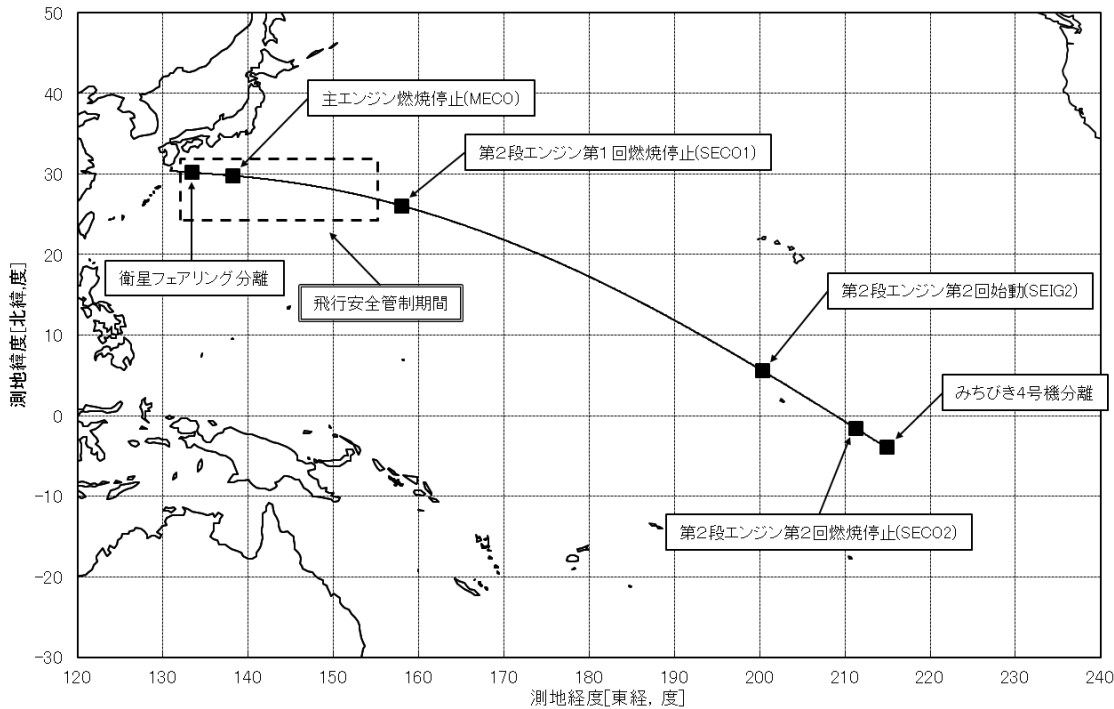 50
40
30
20
10
0
-10
-20
-30
主エンジン燃焼停止(MECO)
第2段エンジン第1回燃焼停止(SECO1)
衛星フェアリング分離
飛行安全管制期間
第2段エンジン第2回始動(SEIG2)
みちびき4号機分離
第2段エンジン第2回燃焼停止(SECO2)
測地緯度[北緯,度]
120 130 140 150 160 170 180 190 200 210 220 230 240
測地経度[東経, 度]